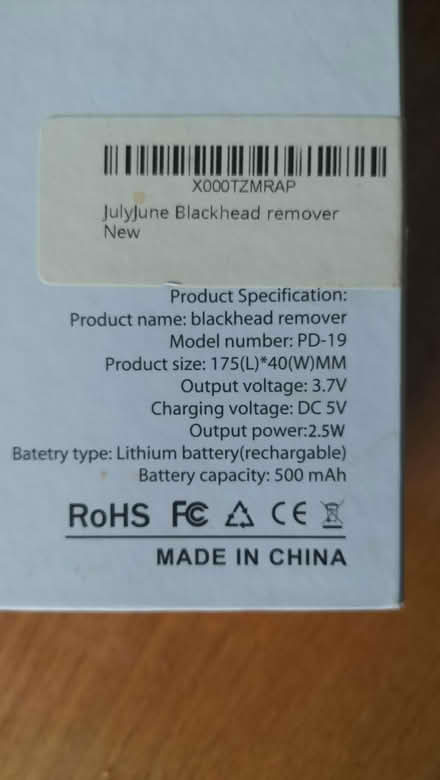 X000TZMRAP
JulyJune Blackhead remover
New
Product Specification:
Product name: blackhead remover
Model number: PD-19
Product size: 175(L)*40(W)MM
Output voltage: 3.7V
Charging voltage: DC 5V
Output power:2.5W
Batetry type: Lithium battery(rechargable)
Battery capacity: 500 mAh
RoHS FC CE
MADE IN CHINA